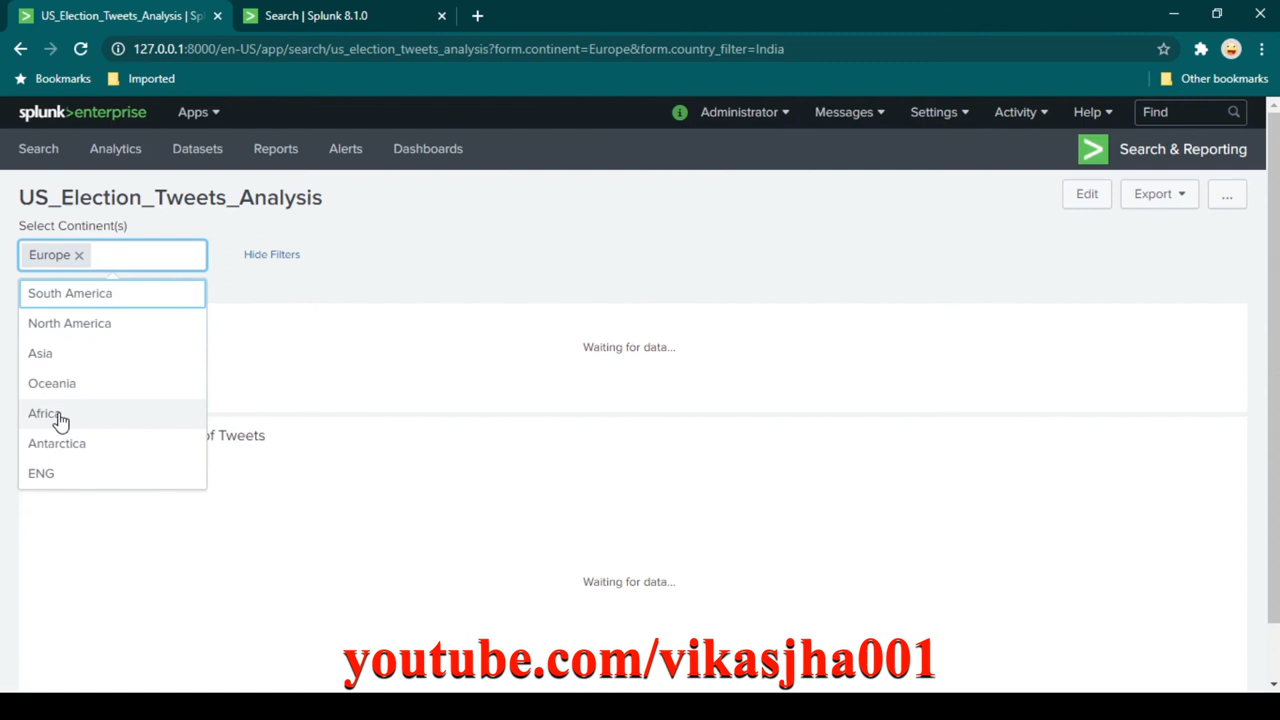 US_Election_Tweets_Analysis | Spl
Search | Splunk 8.1.0
127.0.0.1:8000/en-US/app/search/us_election_tweets_analysis?form.continent=Europe&form.country_filter=India
Bookmarks Imported Other bookmarks
splunk>enterprise Apps Administrator Messages Settings Activity Help Find
Search Analytics Datasets Reports Alerts Dashboards Search & Reporting
US_Election_Tweets_Analysis Edit Export ...
Select Continent(s)
Europe Hide Filters
South America
North America
Asia
Oceania
Africa
Antarctica
ENG
Waiting for data...
of Tweets
Waiting for data...
youtube.com/vikasjha001